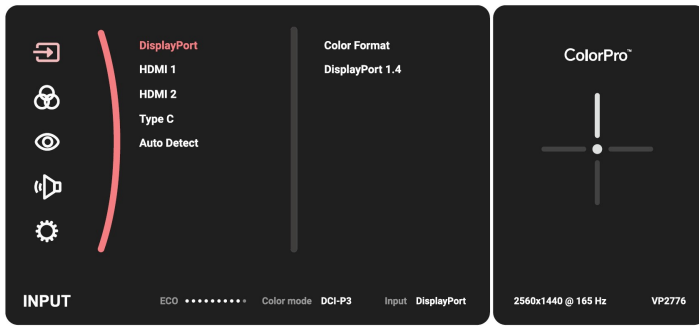 DisplayPort
HDMI 1
HDMI 2
Type C
Auto Detect
Color Format
DisplayPort 1.4
ColorPro™
INPUT
ECO
Color mode DCI-P3
Input DisplayPort
2560x1440 @ 165 Hz
VP2776